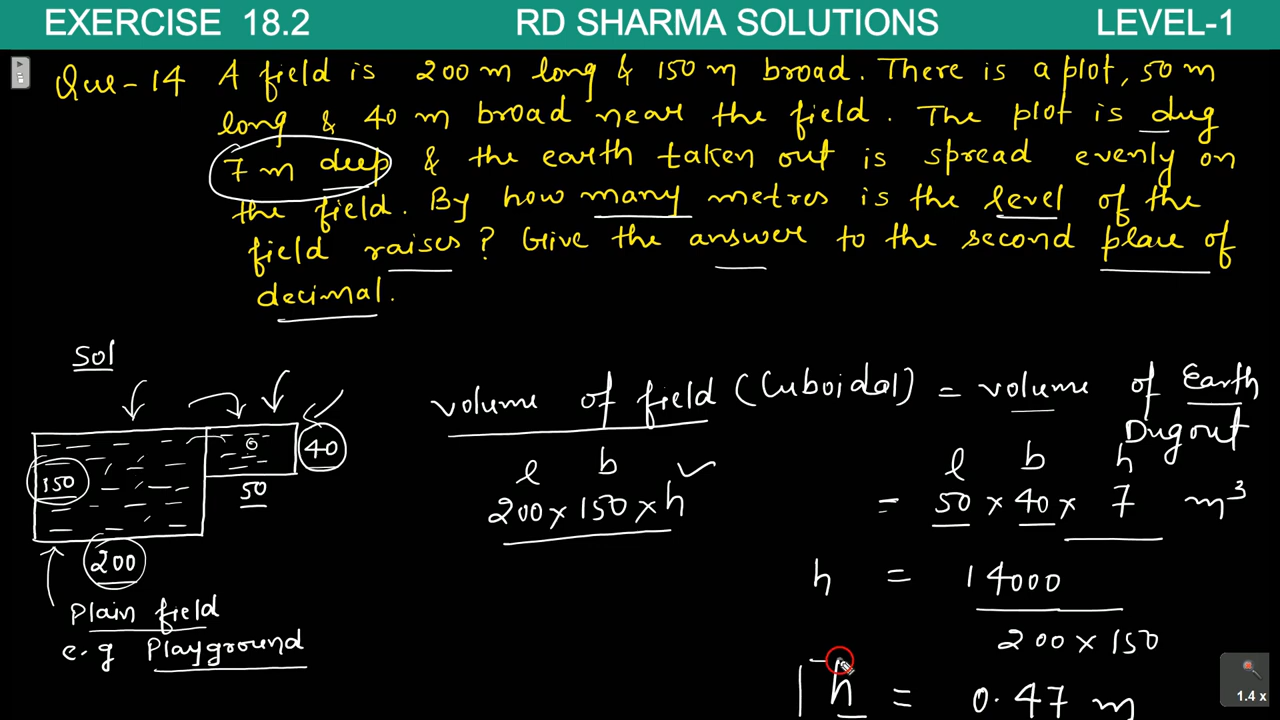 EXERCISE 18.2 RD SHARMA SOLUTIONS LEVEL-1
Que-14 A field is 200 m long & 150 m broad. There is a plot, 50 m
long & 40 m broad near the field. The plot is dug
7 m deep & the earth taken out is spread evenly on
the field. By how many metres is the level of the
field raises? Give the answer to the second place of
decimal.
Sol
volume of field (Cuboidal) = volume of Earth
Dugout
150
200
40
50
l b
200 × 150 × h
l b h
= 50 × 40 × 7 m³
h = 14000
200 × 150
h = 0.47 m
Plain field
e.g Playground
1.4 x